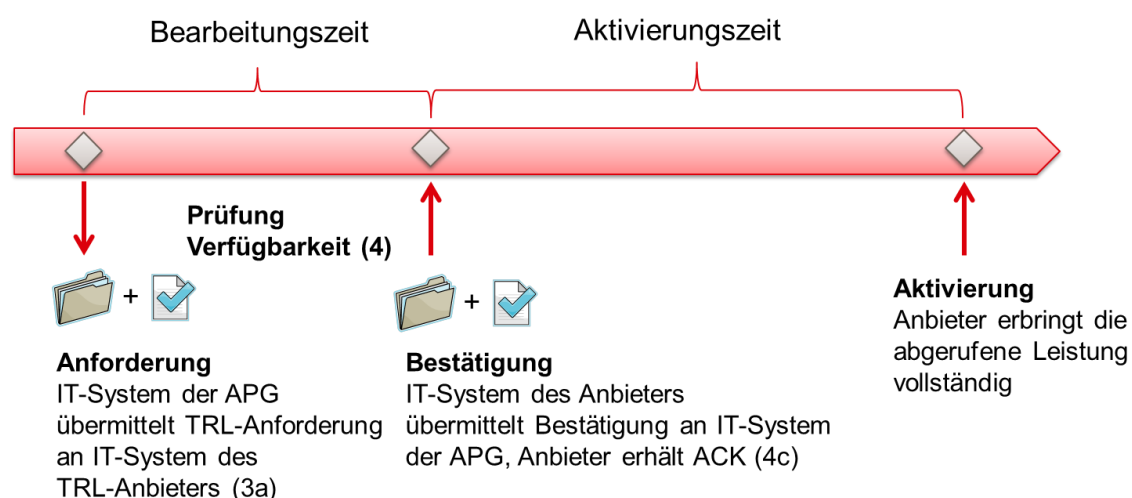 Bearbeitungszeit
Aktivierungszeit
Prüfung
Verfügbarkeit (4)
+
+
Anforderung
IT-System der APG
übermittelt TRL-Anforderung
an IT-System des
TRL-Anbieters (3a)
Bestätigung
IT-System des Anbieters
übermittelt Bestätigung an IT-System
der APG, Anbieter erhält ACK (4c)
Aktivierung
Anbieter erbringt die
abgerufene Leistung
vollständig